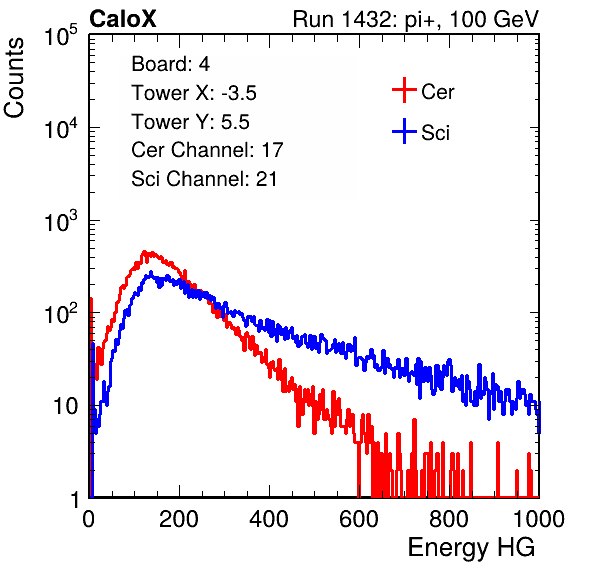 CaloX Run 1432: pi+, 100 GeV
Counts
Board: 4
Tower X: -3.5
Tower Y: 5.5
Cer Channel: 17
Sci Channel: 21
Cer
Sci
10^5
10^4
10^3
10^2
10
1
0 200 400 600 800 1000
Energy HG